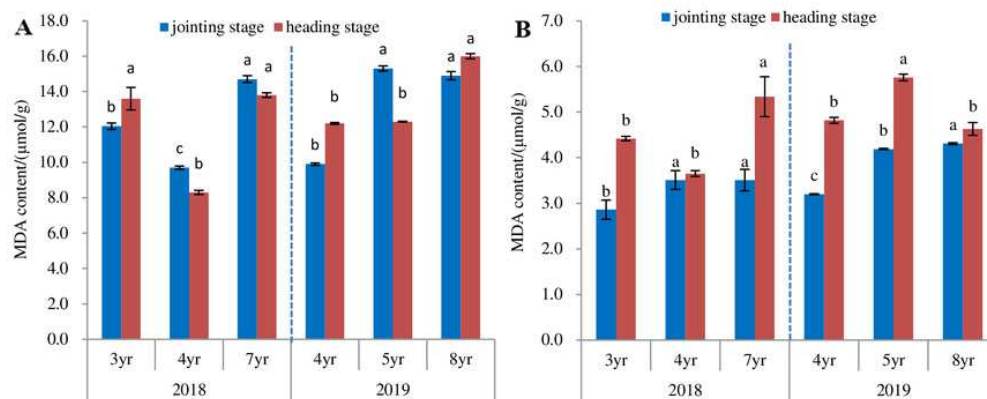 A
jointing stage heading stage
MDA content/(μmol/g)
18.0
16.0
14.0
12.0
10.0
8.0
6.0
4.0
2.0
0.0
b a c b a a b b a b a a
3yr 4yr 7yr 4yr 5yr 8yr
2018 2019
B
jointing stage heading stage
MDA content/(μmol/g)
7.0
6.0
5.0
4.0
3.0
2.0
1.0
0.0
b b a b a a c b b a a b
3yr 4yr 7yr 4yr 5yr 8yr
2018 2019